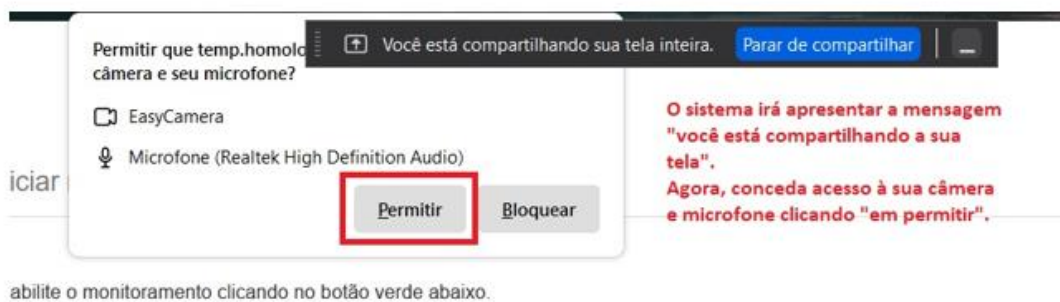 Permitir que temp.homolo
câmera e seu microfone?
Você está compartilhando sua tela inteira. Parar de compartilhar
EasyCamera
Microfone (Realtek High Definition Audio)
Permitir Bloquear
O sistema irá apresentar a mensagem
"você está compartilhando a sua
tela".
Agora, conceda acesso à sua câmera
e microfone clicando "em permitir".
iciar
abilite o monitoramento clicando no botão verde abaixo.